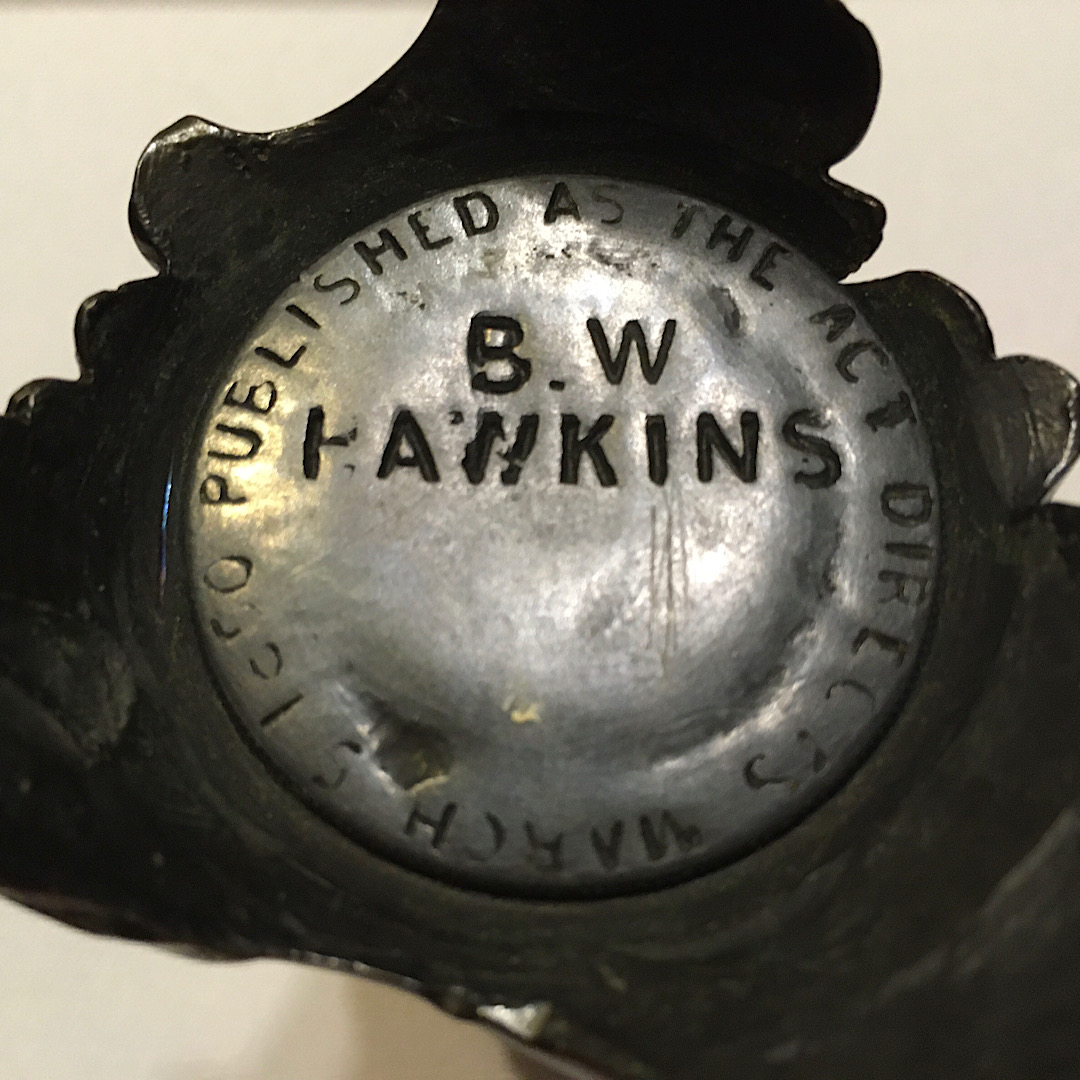 PUBLISHED AS THE ACT DIRECTS MARCH
B.W
HAWKINS